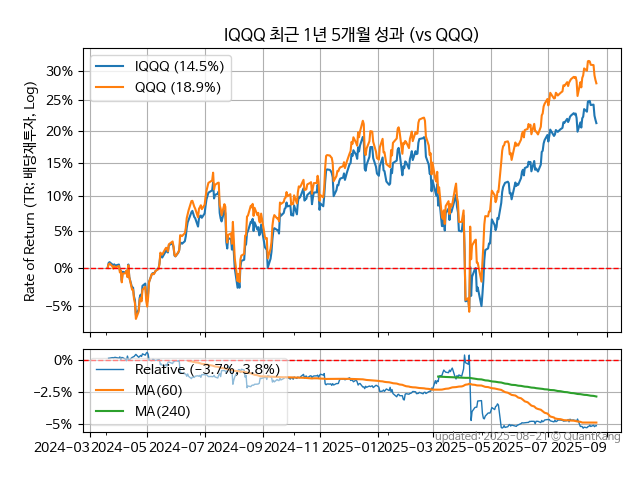 IQQQ 최근 1년 5개월 성과 (vs QQQ)
Rate of Return (TR: 배당재투자, Log)
IQQQ (14.5%)
QQQ (18.9%)
30%
25%
20%
15%
10%
5%
0%
−5%
0%
−2.5%
−5%
Relative (−3.7%, 3.8%)
MA(60)
MA(240)
updated: 2025-08-21 © QuantKang
2024-03 2024-05 2024-07 2024-09 2024-11 2025-01 2025-03 2025-05 2025-07 2025-09